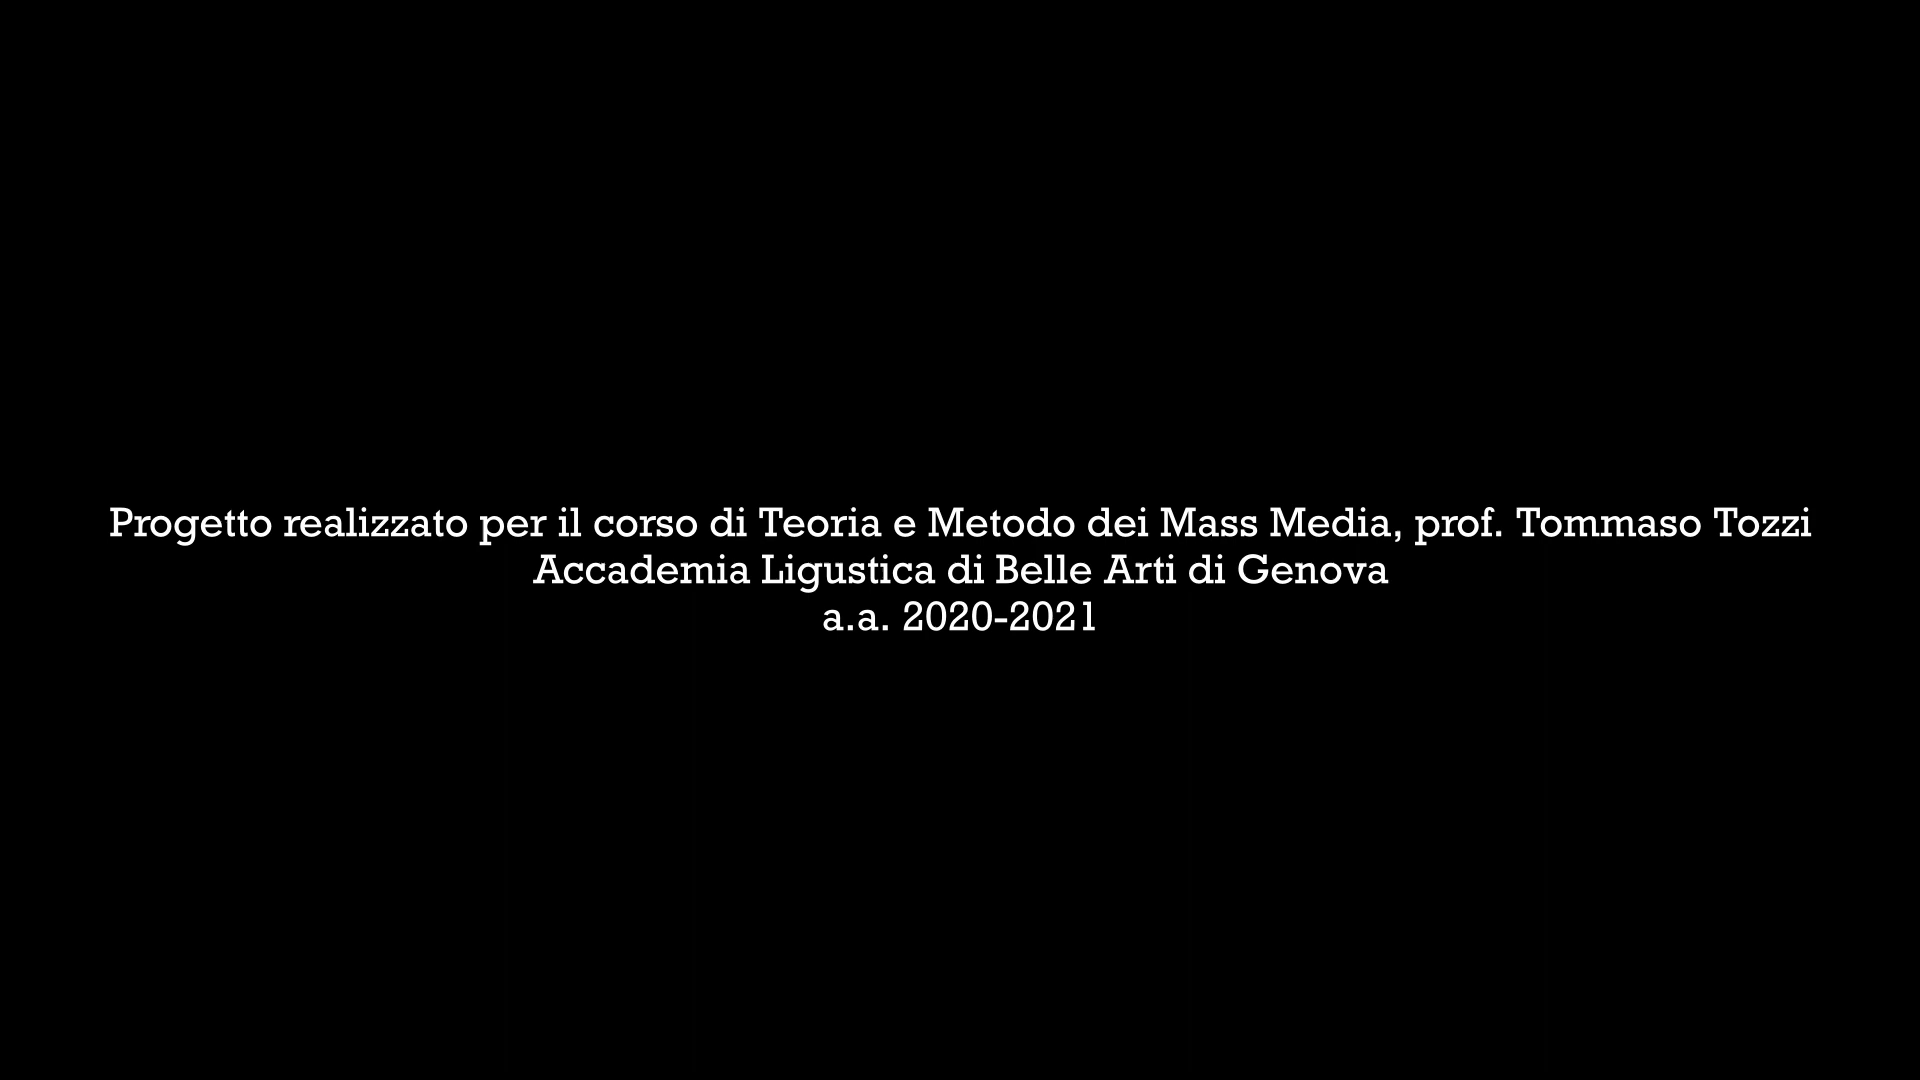 Progetto realizzato per il corso di Teoria e Metodo dei Mass Media, prof. Tommaso Tozzi
Accademia Ligustica di Belle Arti di Genova
a.a. 2020-2021